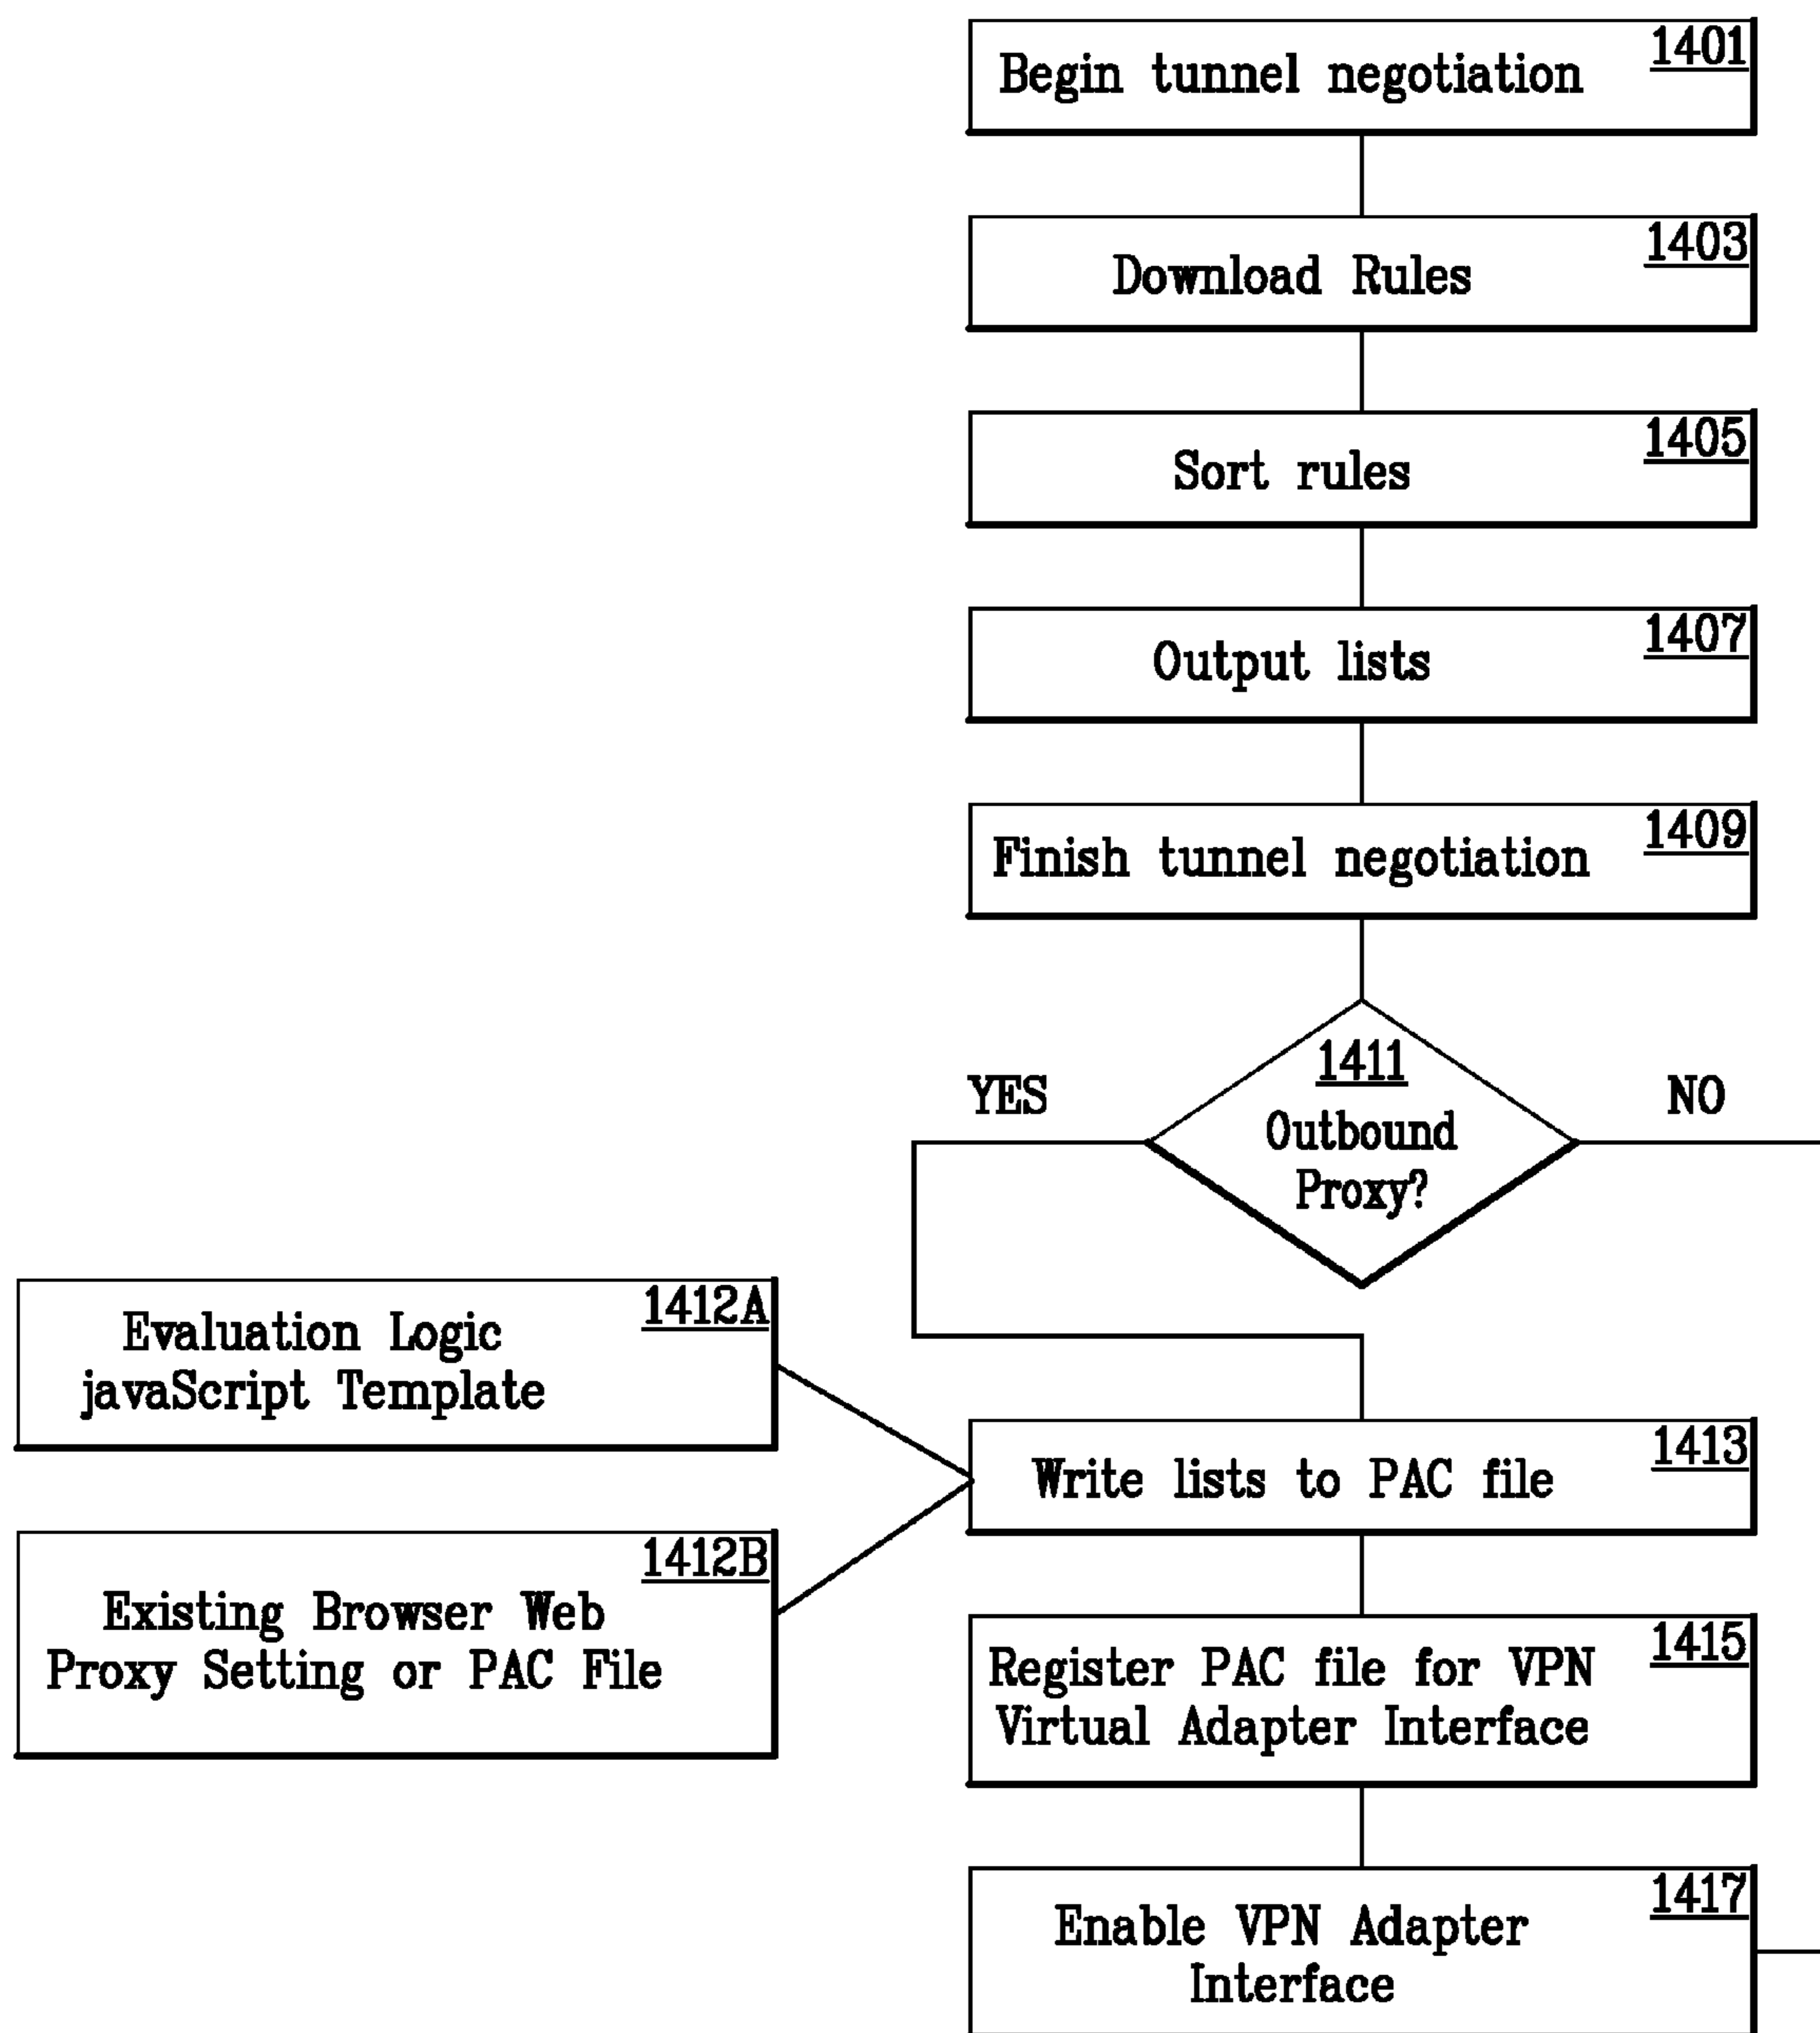 1401
Begin tunnel negotiation
1403
Download Rules
1405
Sort rules
1407
Output lists
1409
Finish tunnel negotiation
1411
Outbound
Proxy?
YES
NO
1412A
Evaluation Logic
javaScript Template
1412B
Existing Browser Web
Proxy Setting or PAC File
1413
Write lists to PAC file
1415
Register PAC file for VPN
Virtual Adapter Interface
1417
Enable VPN Adapter
Interface